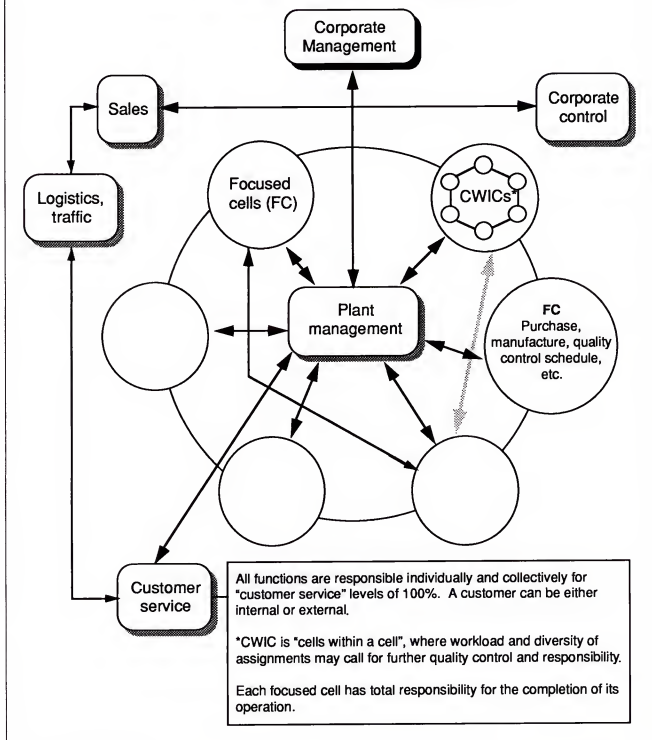 Corporate
Management
Sales
Corporate
control
Logistics,
traffic
Focused
cells (FC)
CWICs*
Plant
management
FC
Purchase,
manufacture, quality
control schedule,
etc.
Customer
service
All functions are responsible individually and collectively for
"customer service" levels of 100%. A customer can be either
internal or external.
*CWIC is "cells within a cell", where workload and diversity of
assignments may call for further quality control and responsibility.
Each focused cell has total responsibility for the completion of its
operation.